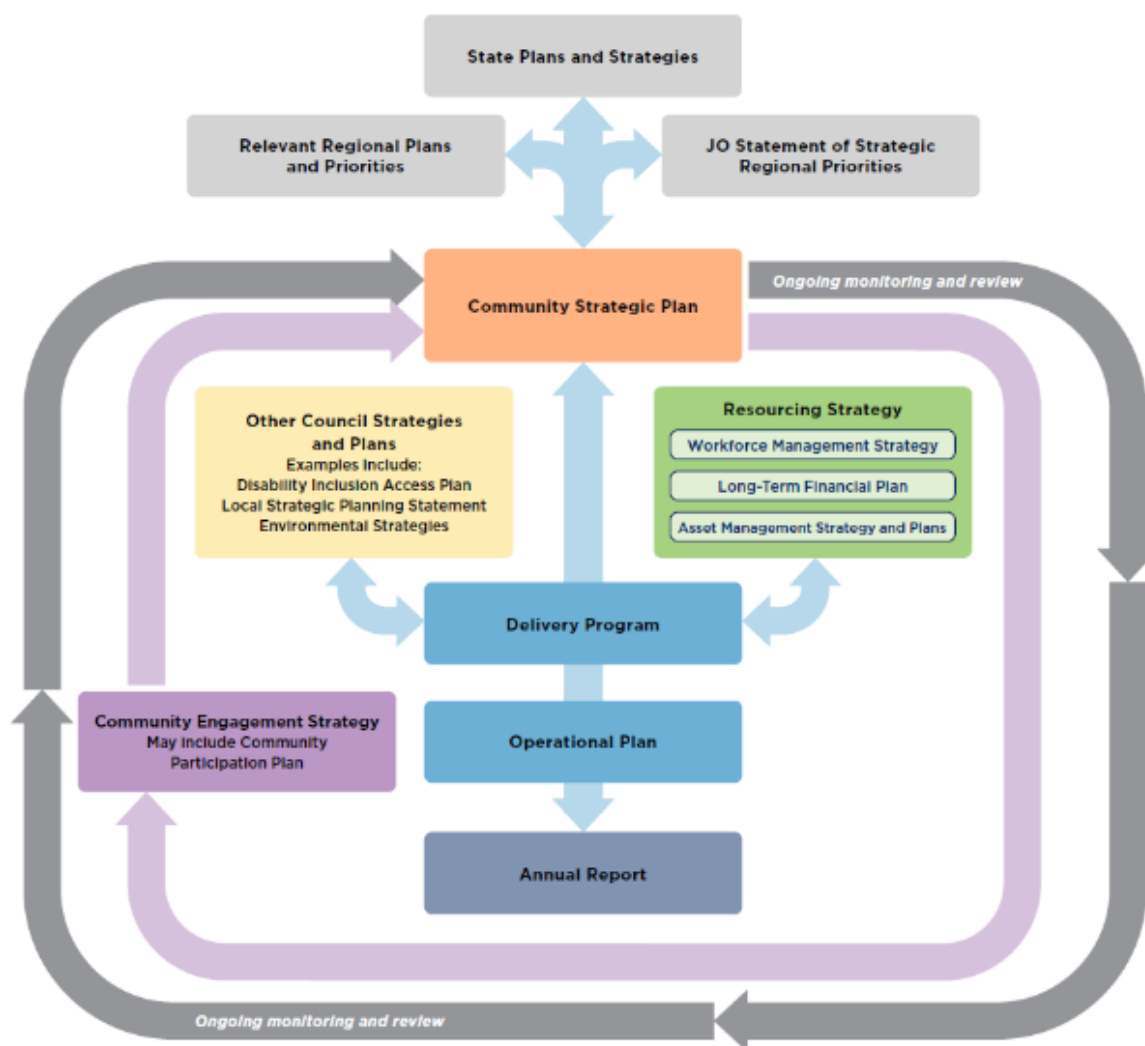 State Plans and Strategies
Relevant Regional Plans
and Priorities
JO Statement of Strategic
Regional Priorities
Ongoing monitoring and review
Community Strategic Plan
Other Council Strategies
and Plans
Examples Include:
Disability Inclusion Access Plan
Local Strategic Planning Statement
Environmental Strategies
Resourcing Strategy
Workforce Management Strategy
Long-Term Financial Plan
Asset Management Strategy and Plans
Delivery Program
Community Engagement Strategy
May include Community
Participation Plan
Operational Plan
Annual Report
Ongoing monitoring and review